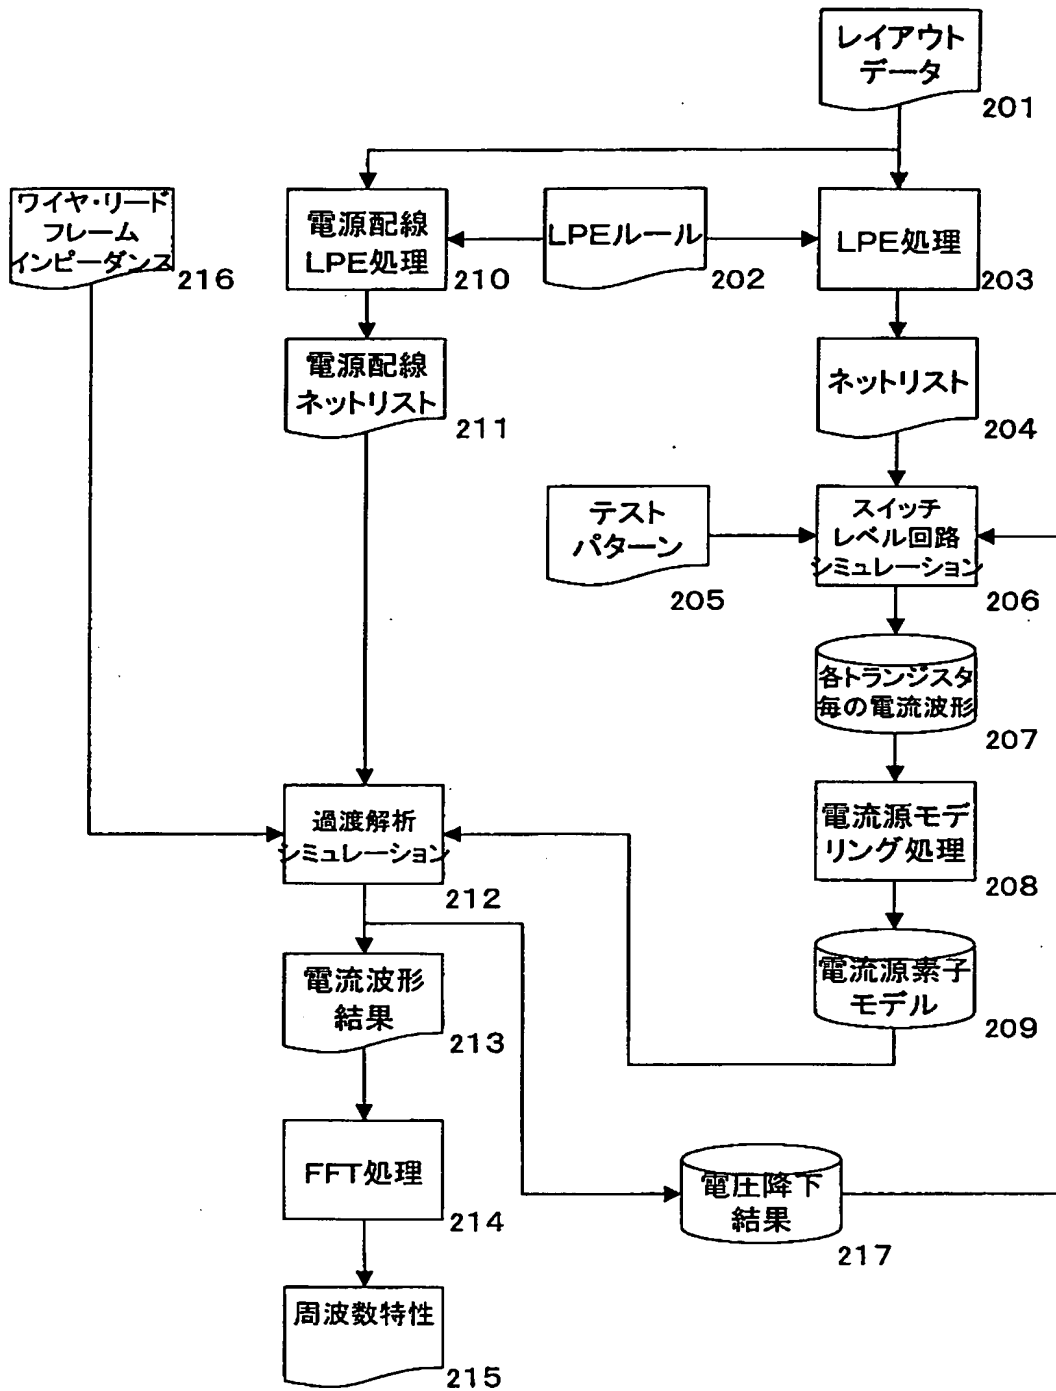 レイアウト
データ
201
ワイヤ・リード
フレーム
インピーダンス
216
電源配線
LPE処理
210
LPEルール
202
LPE処理
203
電源配線
ネットリスト
211
ネットリスト
204
テスト
パターン
205
スイッチ
レベル回路
シミュレーション
206
各トランジスタ
毎の電流波形
207
過渡解析
シミュレーション
212
電流源モデ
リング処理
208
電流波形
結果
213
電流源素子
モデル
209
FFT処理
214
電圧降下
結果
217
周波数特性
215